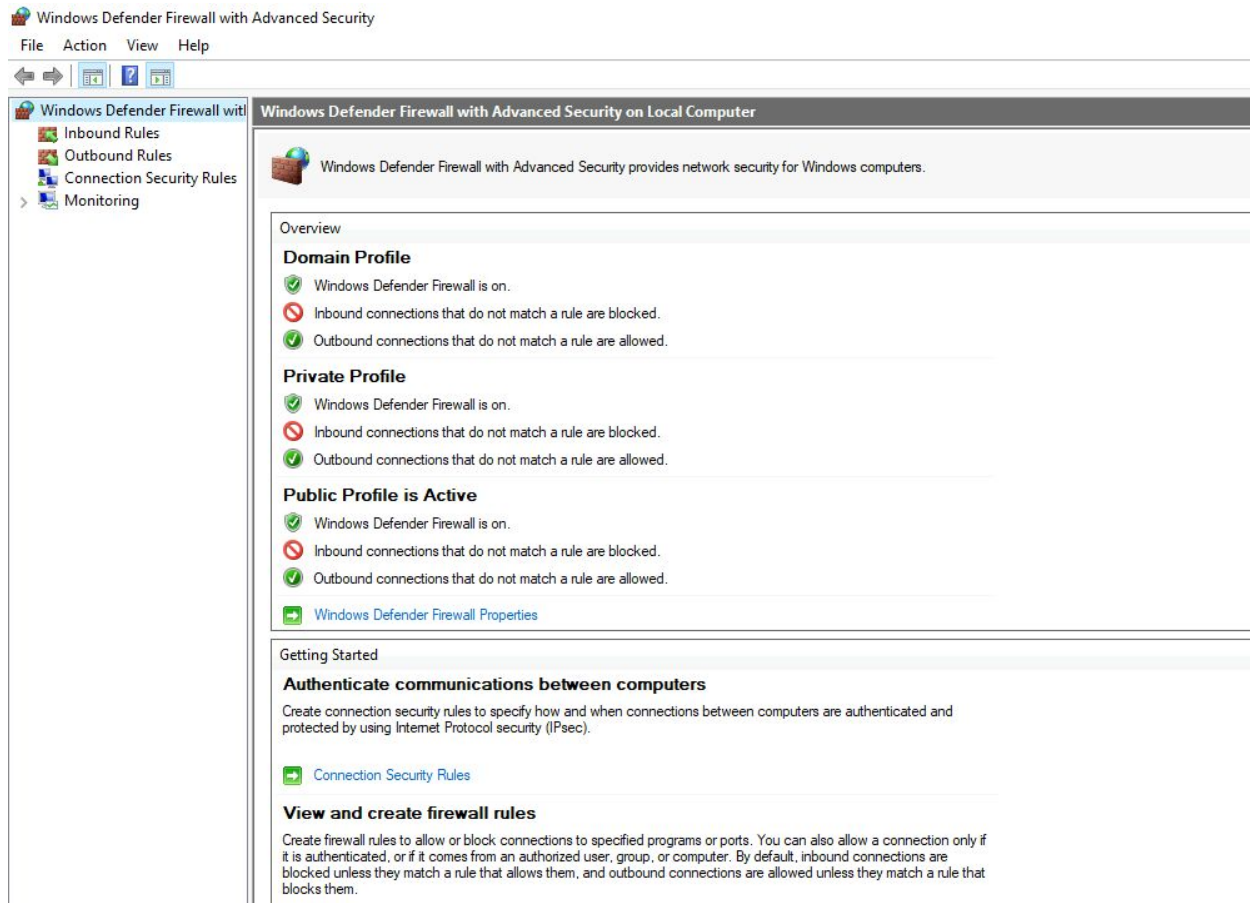 Windows Defender Firewall with Advanced Security
File Action View Help
Windows Defender Firewall witl
Inbound Rules
Outbound Rules
Connection Security Rules
Monitoring
Windows Defender Firewall with Advanced Security on Local Computer
Windows Defender Firewall with Advanced Security provides network security for Windows computers.
Overview
Domain Profile
Windows Defender Firewall is on.
Inbound connections that do not match a rule are blocked.
Outbound connections that do not match a rule are allowed.
Private Profile
Windows Defender Firewall is on.
Inbound connections that do not match a rule are blocked.
Outbound connections that do not match a rule are allowed.
Public Profile is Active
Windows Defender Firewall is on.
Inbound connections that do not match a rule are blocked.
Outbound connections that do not match a rule are allowed.
Windows Defender Firewall Properties
Getting Started
Authenticate communications between computers
Create connection security rules to specify how and when connections between computers are authenticated and
protected by using Internet Protocol security (IPsec).
Connection Security Rules
View and create firewall rules
Create firewall rules to allow or block connections to specified programs or ports. You can also allow a connection only if
it is authenticated, or if it comes from an authorized user, group, or computer. By default, inbound connections are
blocked unless they match a rule that allows them, and outbound connections are allowed unless they match a rule that
blocks them.